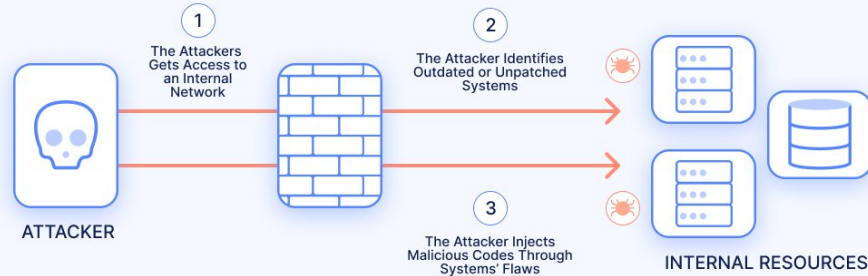 1
The Attackers
Gets Access to
an Internal
Network
2
The Attacker Identifies
Outdated or Unpatched
Systems
ATTACKER
3
The Attacker Injects
Malicious Codes Through
Systems' Flaws
INTERNAL RESOURCES